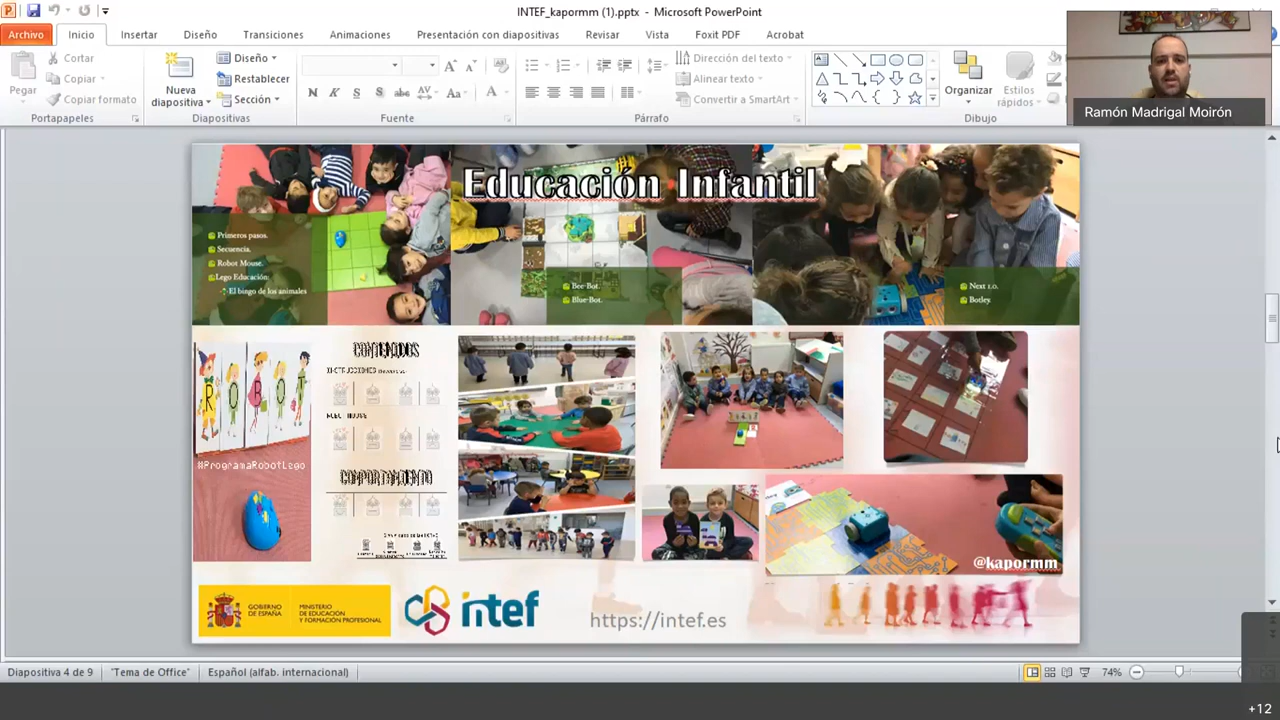 INTEF_kapormm (1).pptx - Microsoft PowerPoint
Archivo
Inicio
Insertar
Diseño
Transiciones
Animaciones
Presentación con diapositivas
Revisar
Vista
Foxit PDF
Acrobat
Pegar
Cortar
Copiar
Copiar formato
Portapapeles
Nueva
diapositiva
Diseño
Restablecer
Sección
Diapositivas
N K S S abc AV Aa A
Fuente
Párrafo
Dirección del texto
Alinear texto
Convertir a SmartArt
Organizar
Estilos
rápidos
Dibujo
Ramón Madrigal Moirón
Educación Infantil
Primeros pasos.
Secuencia.
Robot Mouse.
Lego Educación:
El bingo de los animales
Bee-Bot.
Blue-Bot.
Next 1.0.
Botley.
ROBOT
#ProgramaRobotLego
CONTENIDOS
COMPORTAMIENTO
@kapormm
GOBIERNO
DE ESPAÑA
MINISTERIO
DE EDUCACIÓN
Y FORMACIÓN PROFESIONAL
intef
https://intef.es
Diapositiva 4 de 9
"Tema de Office"
Español (alfab. internacional)
74%
+12